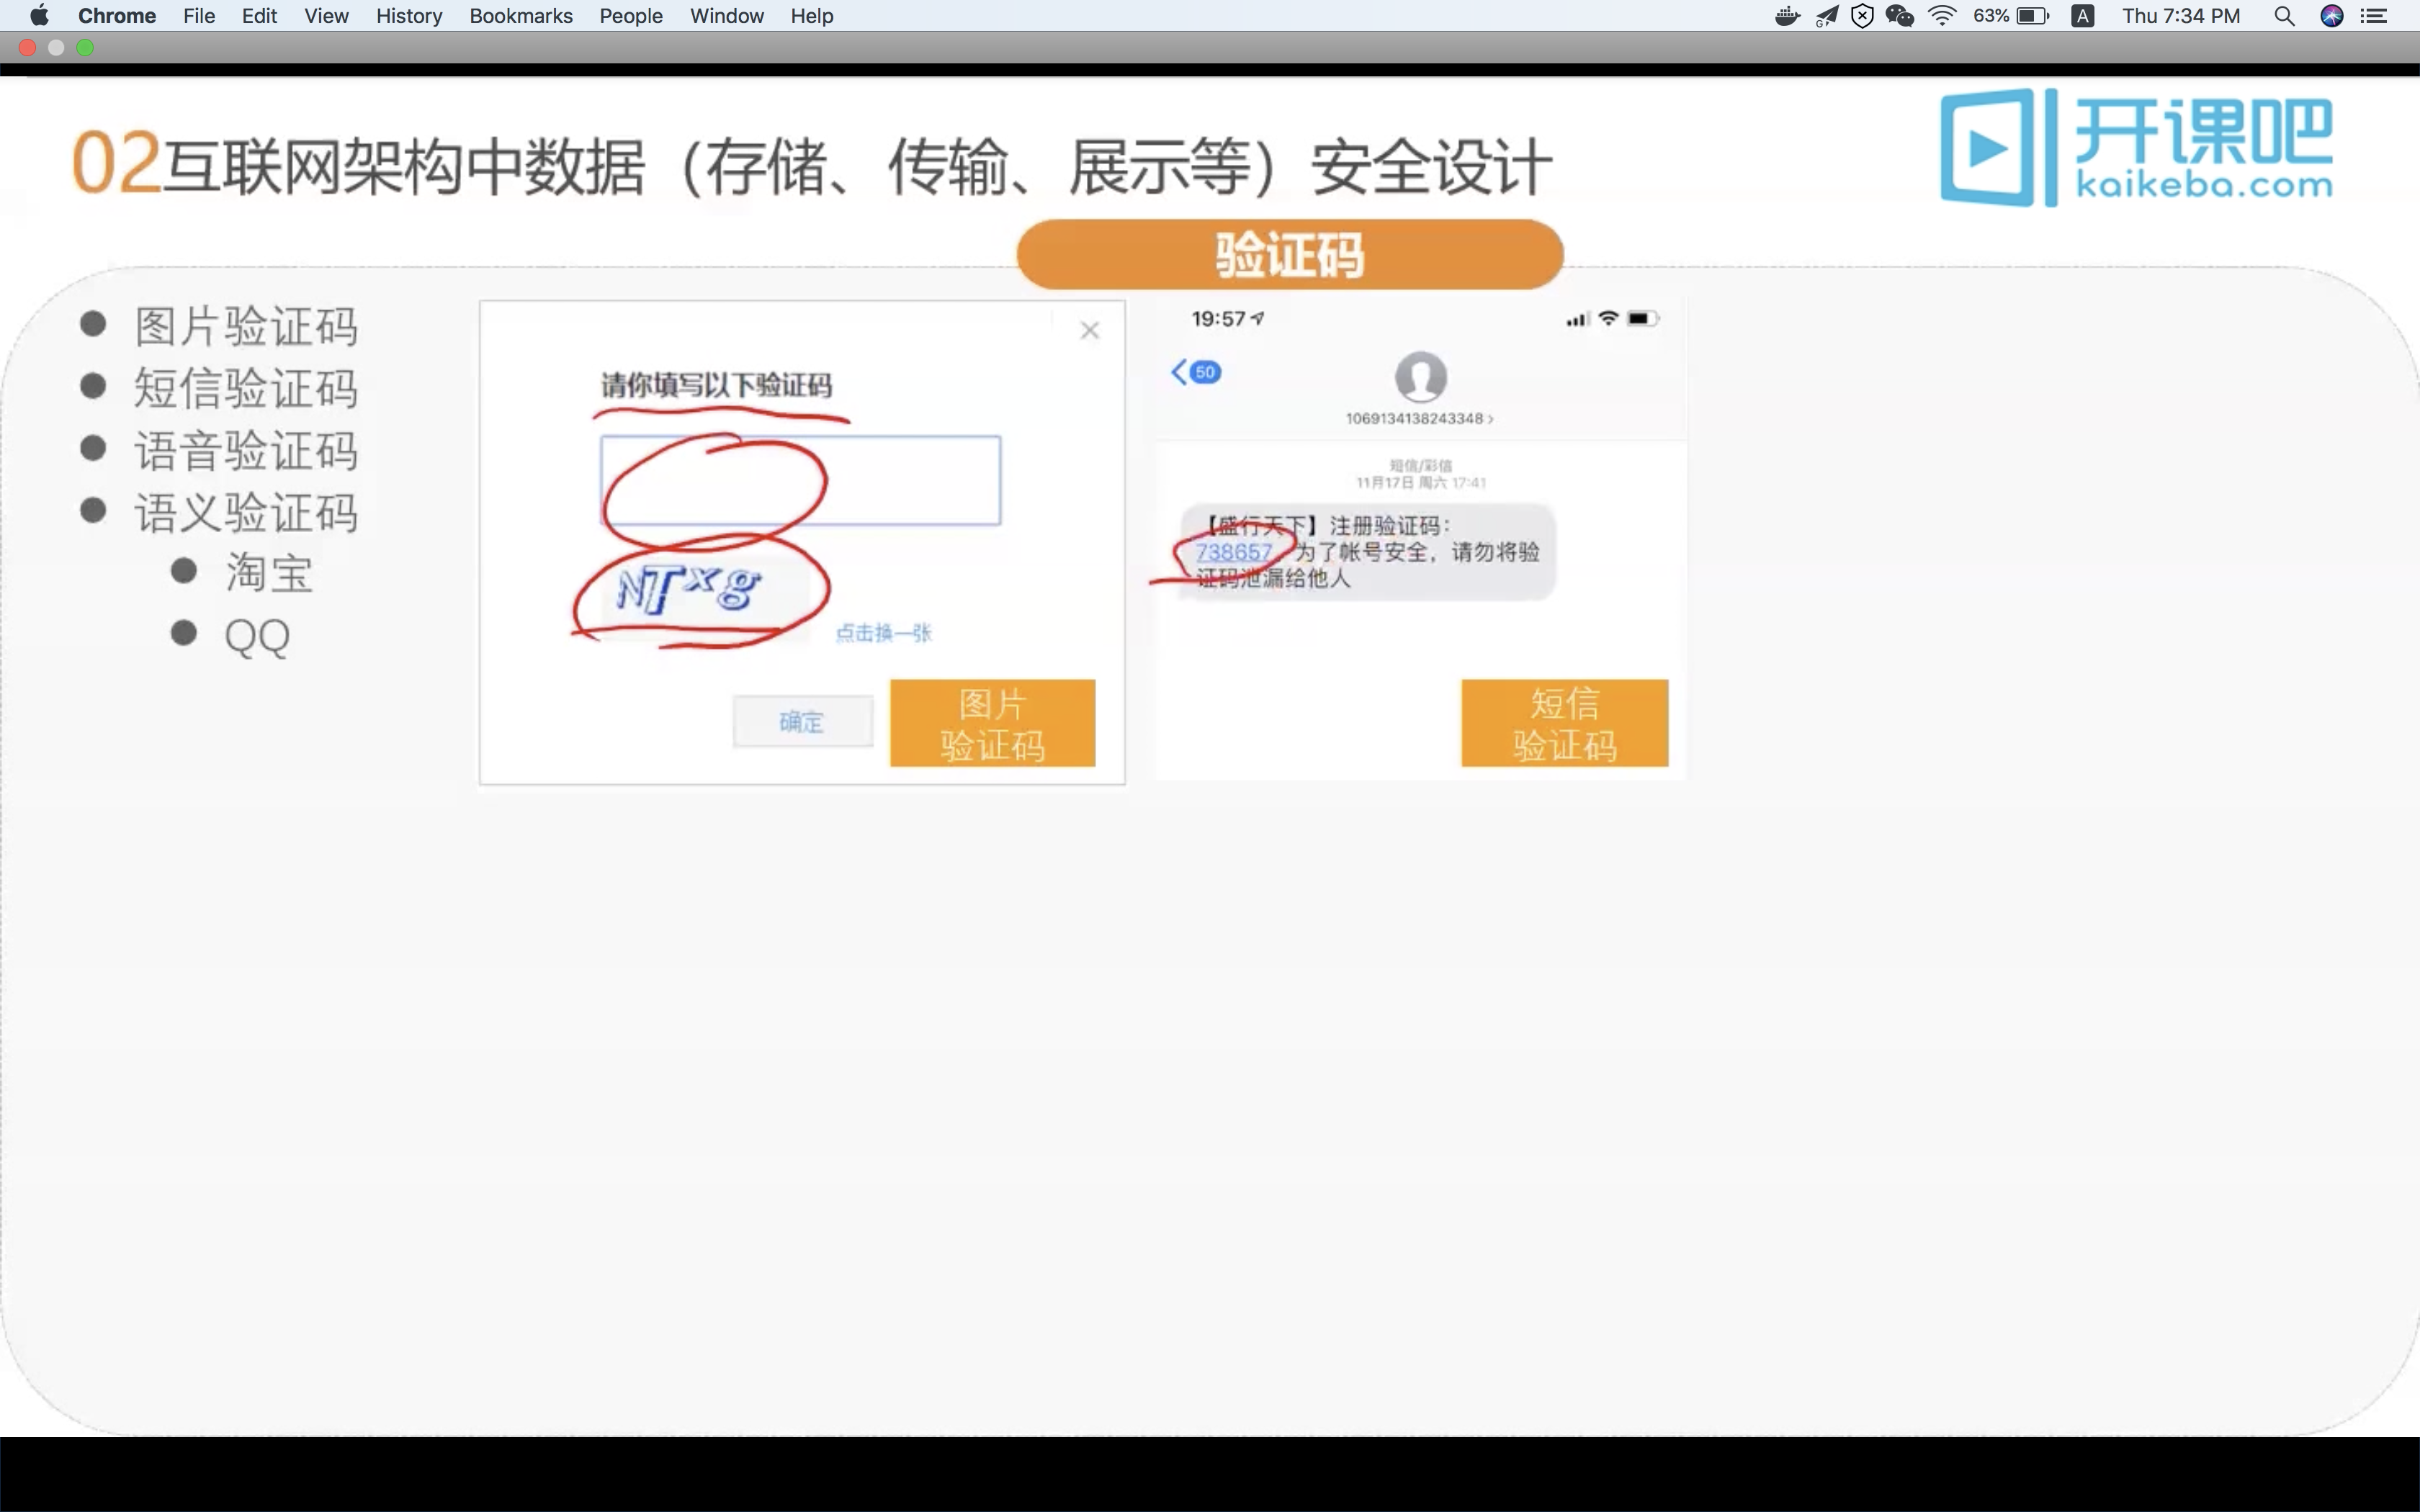 Chrome File Edit View History Bookmarks People Window Help 63% A Thu 7:34 PM
02互联网架构中数据（存储、传输、展示等）安全设计
开课吧
kaikeba.com
验证码
图片验证码
短信验证码
语音验证码
语义验证码
淘宝
QQ
请你填写以下验证码
NTxg
点击换一张
确定
图片
验证码
19:57
50
1069134138243348
短信/彩信
11月17日 周六 17:41
【盛行天下】注册验证码：
738657，为了帐号安全，请勿将验
证码泄漏给他人
短信
验证码